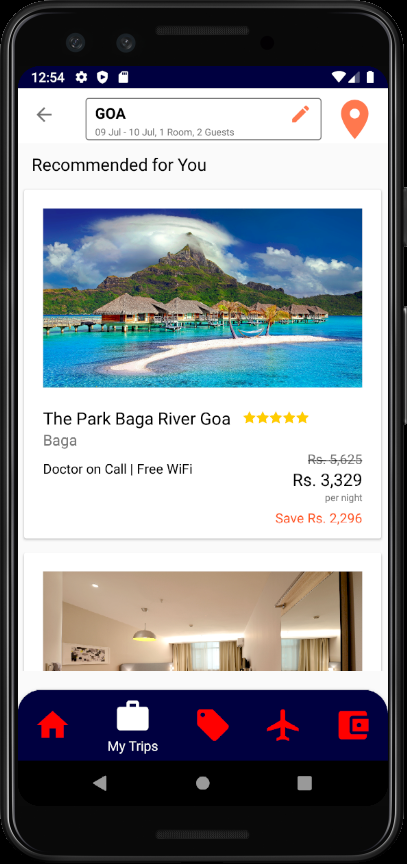 12:54
GOA
09 Jul - 10 Jul, 1 Room, 2 Guests
Recommended for You
The Park Baga River Goa
Baga
Doctor on Call | Free WiFi
Rs. 5,625
Rs. 3,329
per night
Save Rs. 2,296
My Trips